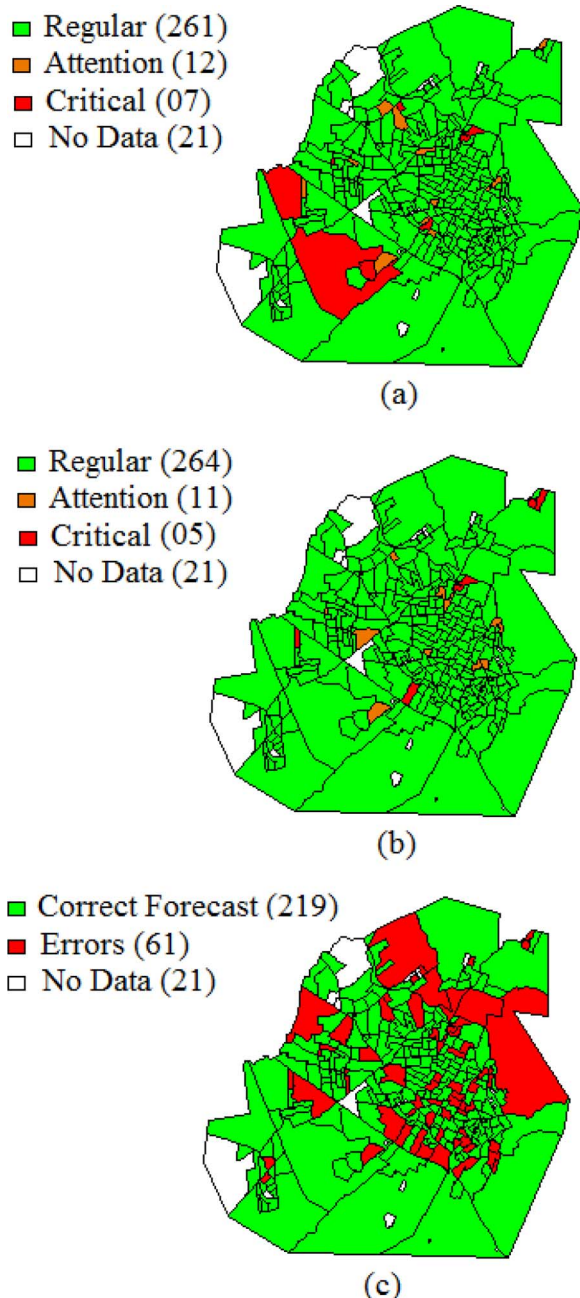 Regular (261)
Attention (12)
Critical (07)
No Data (21)
(a)
Regular (264)
Attention (11)
Critical (05)
No Data (21)
(b)
Correct Forecast (219)
Errors (61)
No Data (21)
(c)